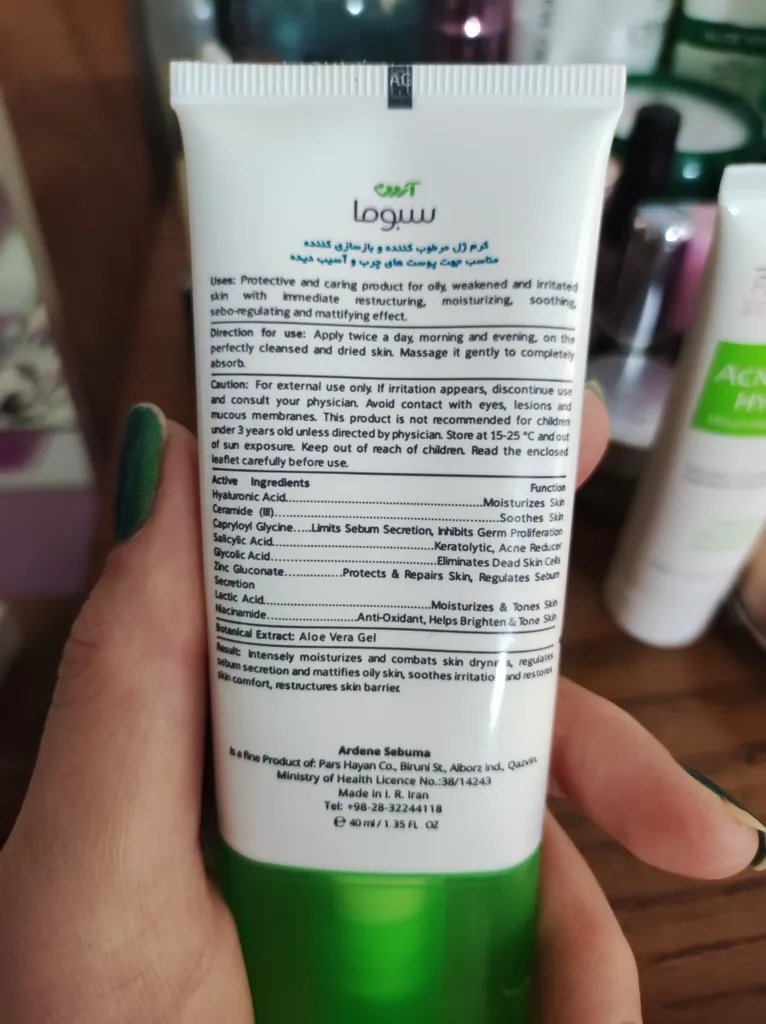 AG
آردن
سبوما
کرم ژل مرطوب کننده و بازسازی کننده
مناسب جهت پوست های چرب و آسیب دیده
Uses: Protective and caring product for oily, weakened and irritated
skin with immediate restructuring, moisturizing, soothing,
sebo-regulating and mattifying effect.
Direction for use: Apply twice a day, morning and evening, on the
perfectly cleansed and dried skin. Massage it gently to completely
absorb.
Caution: For external use only. If irritation appears, discontinue use
and consult your physician. Avoid contact with eyes, lesions and
mucous membranes. This product is not recommended for children
under 3 years old unless directed by physician. Store at 15-25 °C and out
of sun exposure. Keep out of reach of children. Read the enclosed
leaflet carefully before use.
Active Ingredients Function
Hyaluronic Acid..........Moisturizes Skin
Ceramide (III)..........Soothes Skin
Capryloyl Glycine.....Limits Sebum Secretion, Inhibits Germ Proliferation
Salicylic Acid..........Keratolytic, Acne Reducer
Glycolic Acid..........Eliminates Dead Skin Cells
Zinc Gluconate..........Protects & Repairs Skin, Regulates Sebum
Secretion
Lactic Acid..........Moisturizes & Tones Skin
Niacinamide..........Anti-Oxidant, Helps Brighten & Tone Skin
Botanical Extract: Aloe Vera Gel
Result: Intensely moisturizes and combats skin dryness, regulates
sebum secretion and mattifies oily skin, soothes irritation and restores
skin comfort, restructures skin barrier.
Ardene Sebuma
Is a fine Product of: Pars Hayan Co., Biruni St., Alborz Ind., Qazvin.
Ministry of Health Licence No.:38/14243
Made in I. R. Iran
Tel: +98-28-32244118
℮ 40 ml / 1.35 FL. OZ
ACN
HY